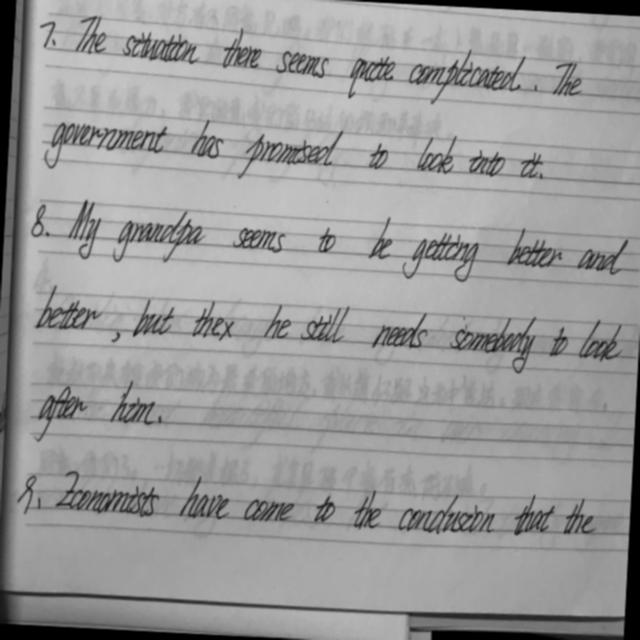 7. The situation there seems quite complicated. The
government has promised to look into it.
8. My grandpa seems to be getting better and
better, but thex he still needs somebody to look
after him.
9. Economists have come to the conclusion that the